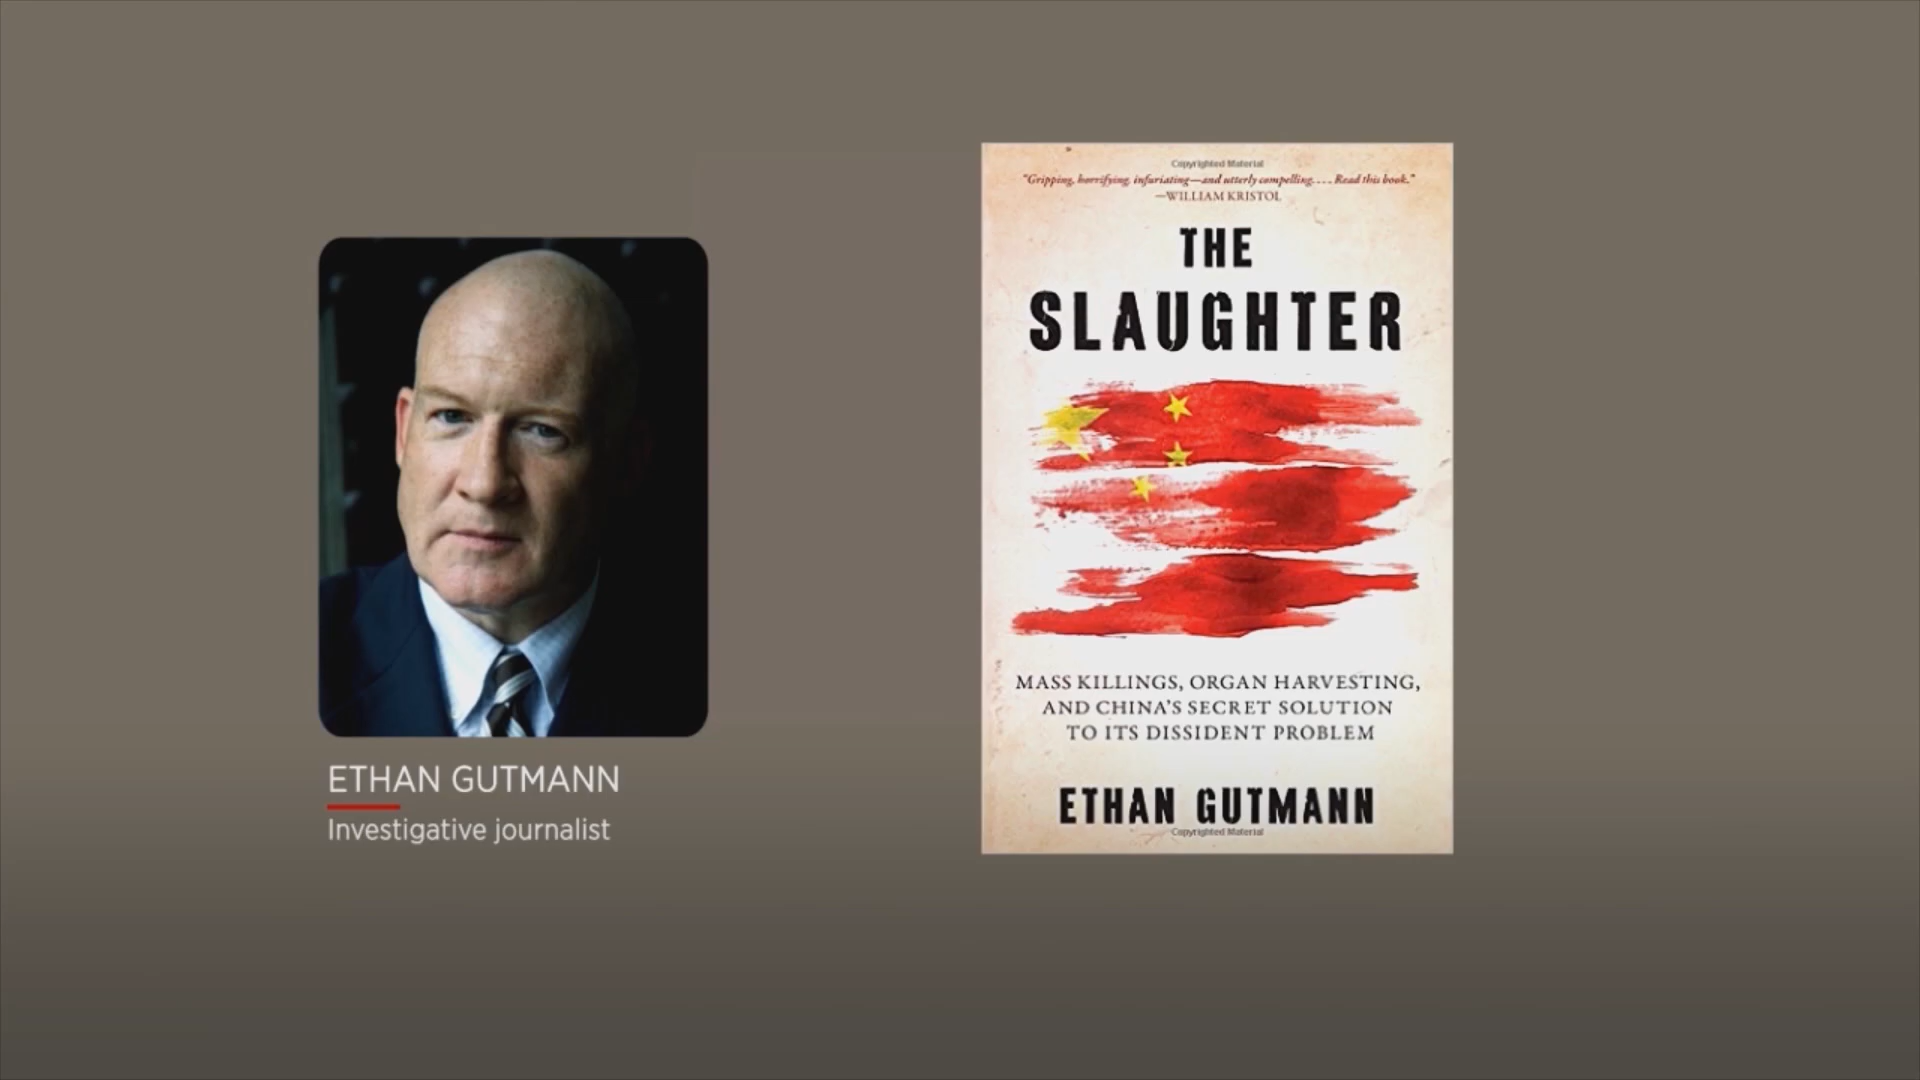 ETHAN GUTMANN
Investigative journalist
Copyrighted Material
"Gripping, horrifying, infuriating—and utterly compelling.... Read this book."
—WILLIAM KRISTOL
THE
SLAUGHTER
MASS KILLINGS, ORGAN HARVESTING,
AND CHINA'S SECRET SOLUTION
TO ITS DISSIDENT PROBLEM
ETHAN GUTMANN
Copyrighted Material